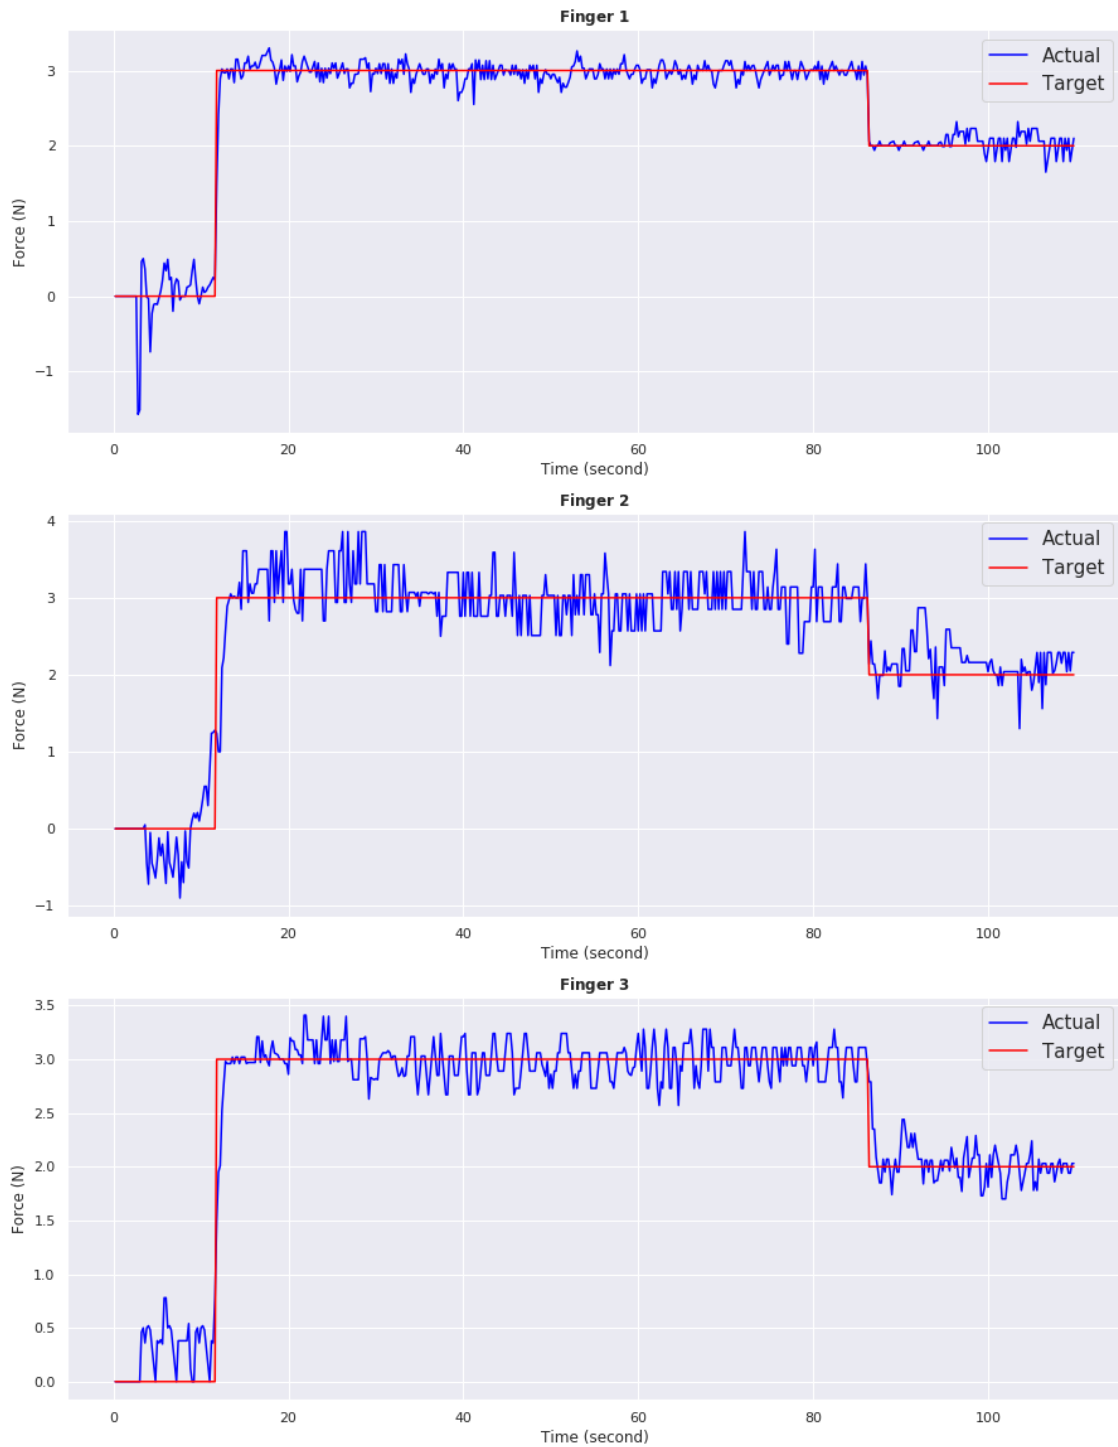 Finger 1
Actual
Target
3
2
1
0
−1
Force (N)
0 20 40 60 80 100
Time (second)
Finger 2
Actual
Target
4
3
2
1
0
−1
Force (N)
0 20 40 60 80 100
Time (second)
Finger 3
Actual
Target
3.5
3.0
2.5
2.0
1.5
1.0
0.5
0.0
Force (N)
0 20 40 60 80 100
Time (second)